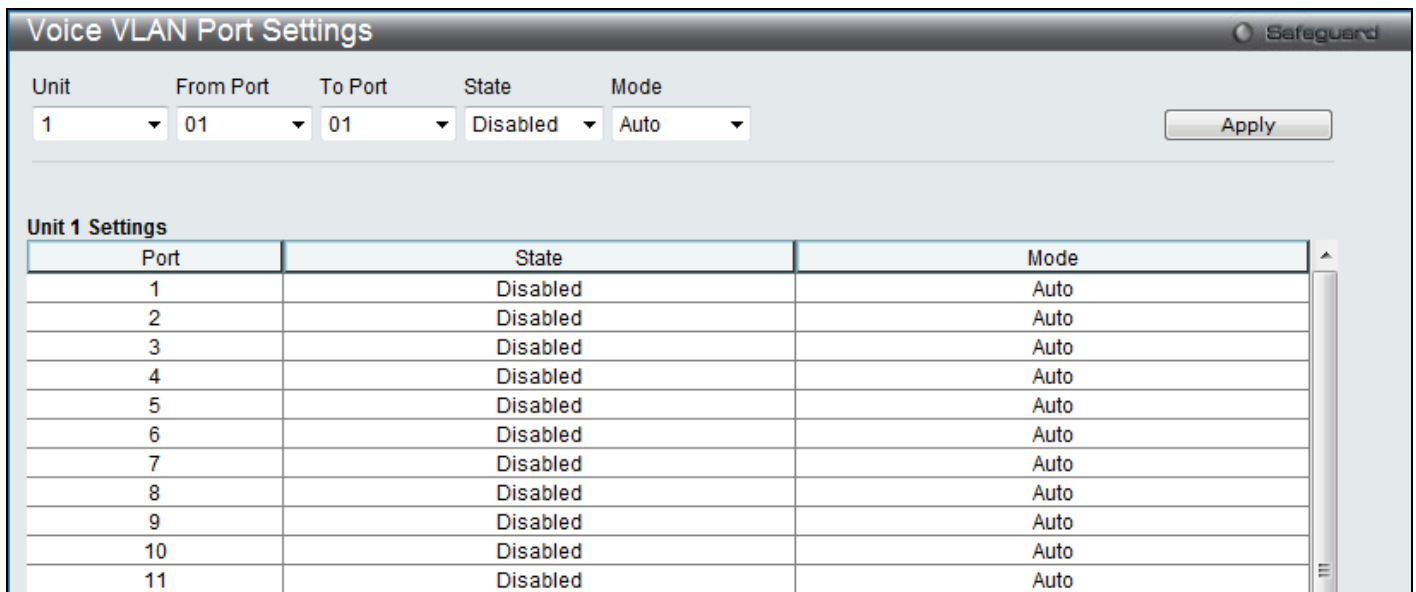 Voice VLAN Port Settings Safeguard
Unit From Port To Port State Mode
1 01 01 Disabled Auto Apply
Unit 1 Settings
Port State Mode
1 Disabled Auto
2 Disabled Auto
3 Disabled Auto
4 Disabled Auto
5 Disabled Auto
6 Disabled Auto
7 Disabled Auto
8 Disabled Auto
9 Disabled Auto
10 Disabled Auto
11 Disabled Auto